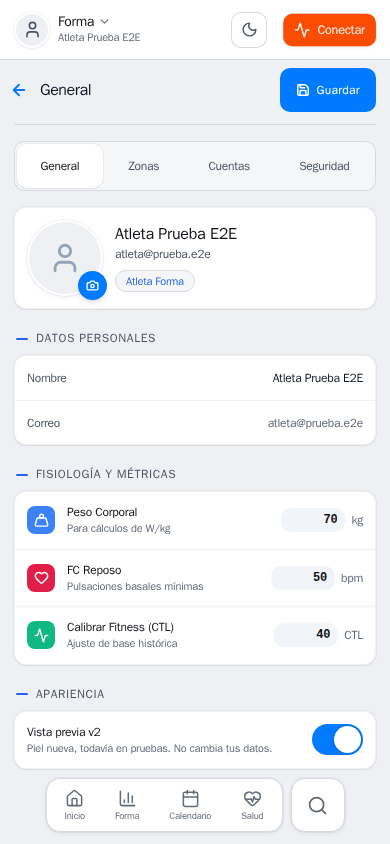 Forma
Atleta Prueba E2E
Conectar
General
Guardar
General
Zonas
Cuentas
Seguridad
Atleta Prueba E2E
atleta@prueba.e2e
Atleta Forma
DATOS PERSONALES
Nombre
Atleta Prueba E2E
Correo
atleta@prueba.e2e
FISIOLOGÍA Y MÉTRICAS
Peso Corporal
Para cálculos de W/kg
70 kg
FC Reposo
Pulsaciones basales mínimas
50 bpm
Calibrar Fitness (CTL)
Ajuste de base histórica
40 CTL
APARIENCIA
Vista previa v2
Piel nueva, todavía en pruebas. No cambia tus datos.
Inicio
Forma
Calendario
Salud